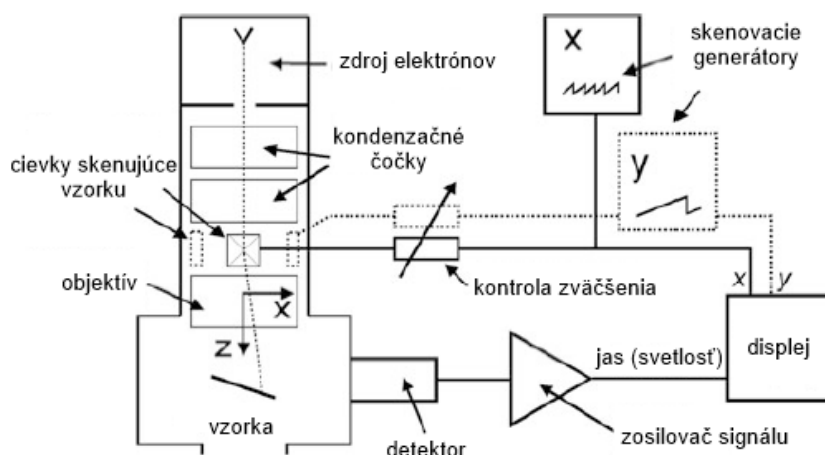 zdroj elektrónov
X
skenovacie
generátory
kondenzačné
čočky
cievky skenujúce
vzorku
y
objektív
X
Z
kontrola zväčšenia
x
y
displej
jas (svetlosť)
vzorka
detektor
zosilovač signálu